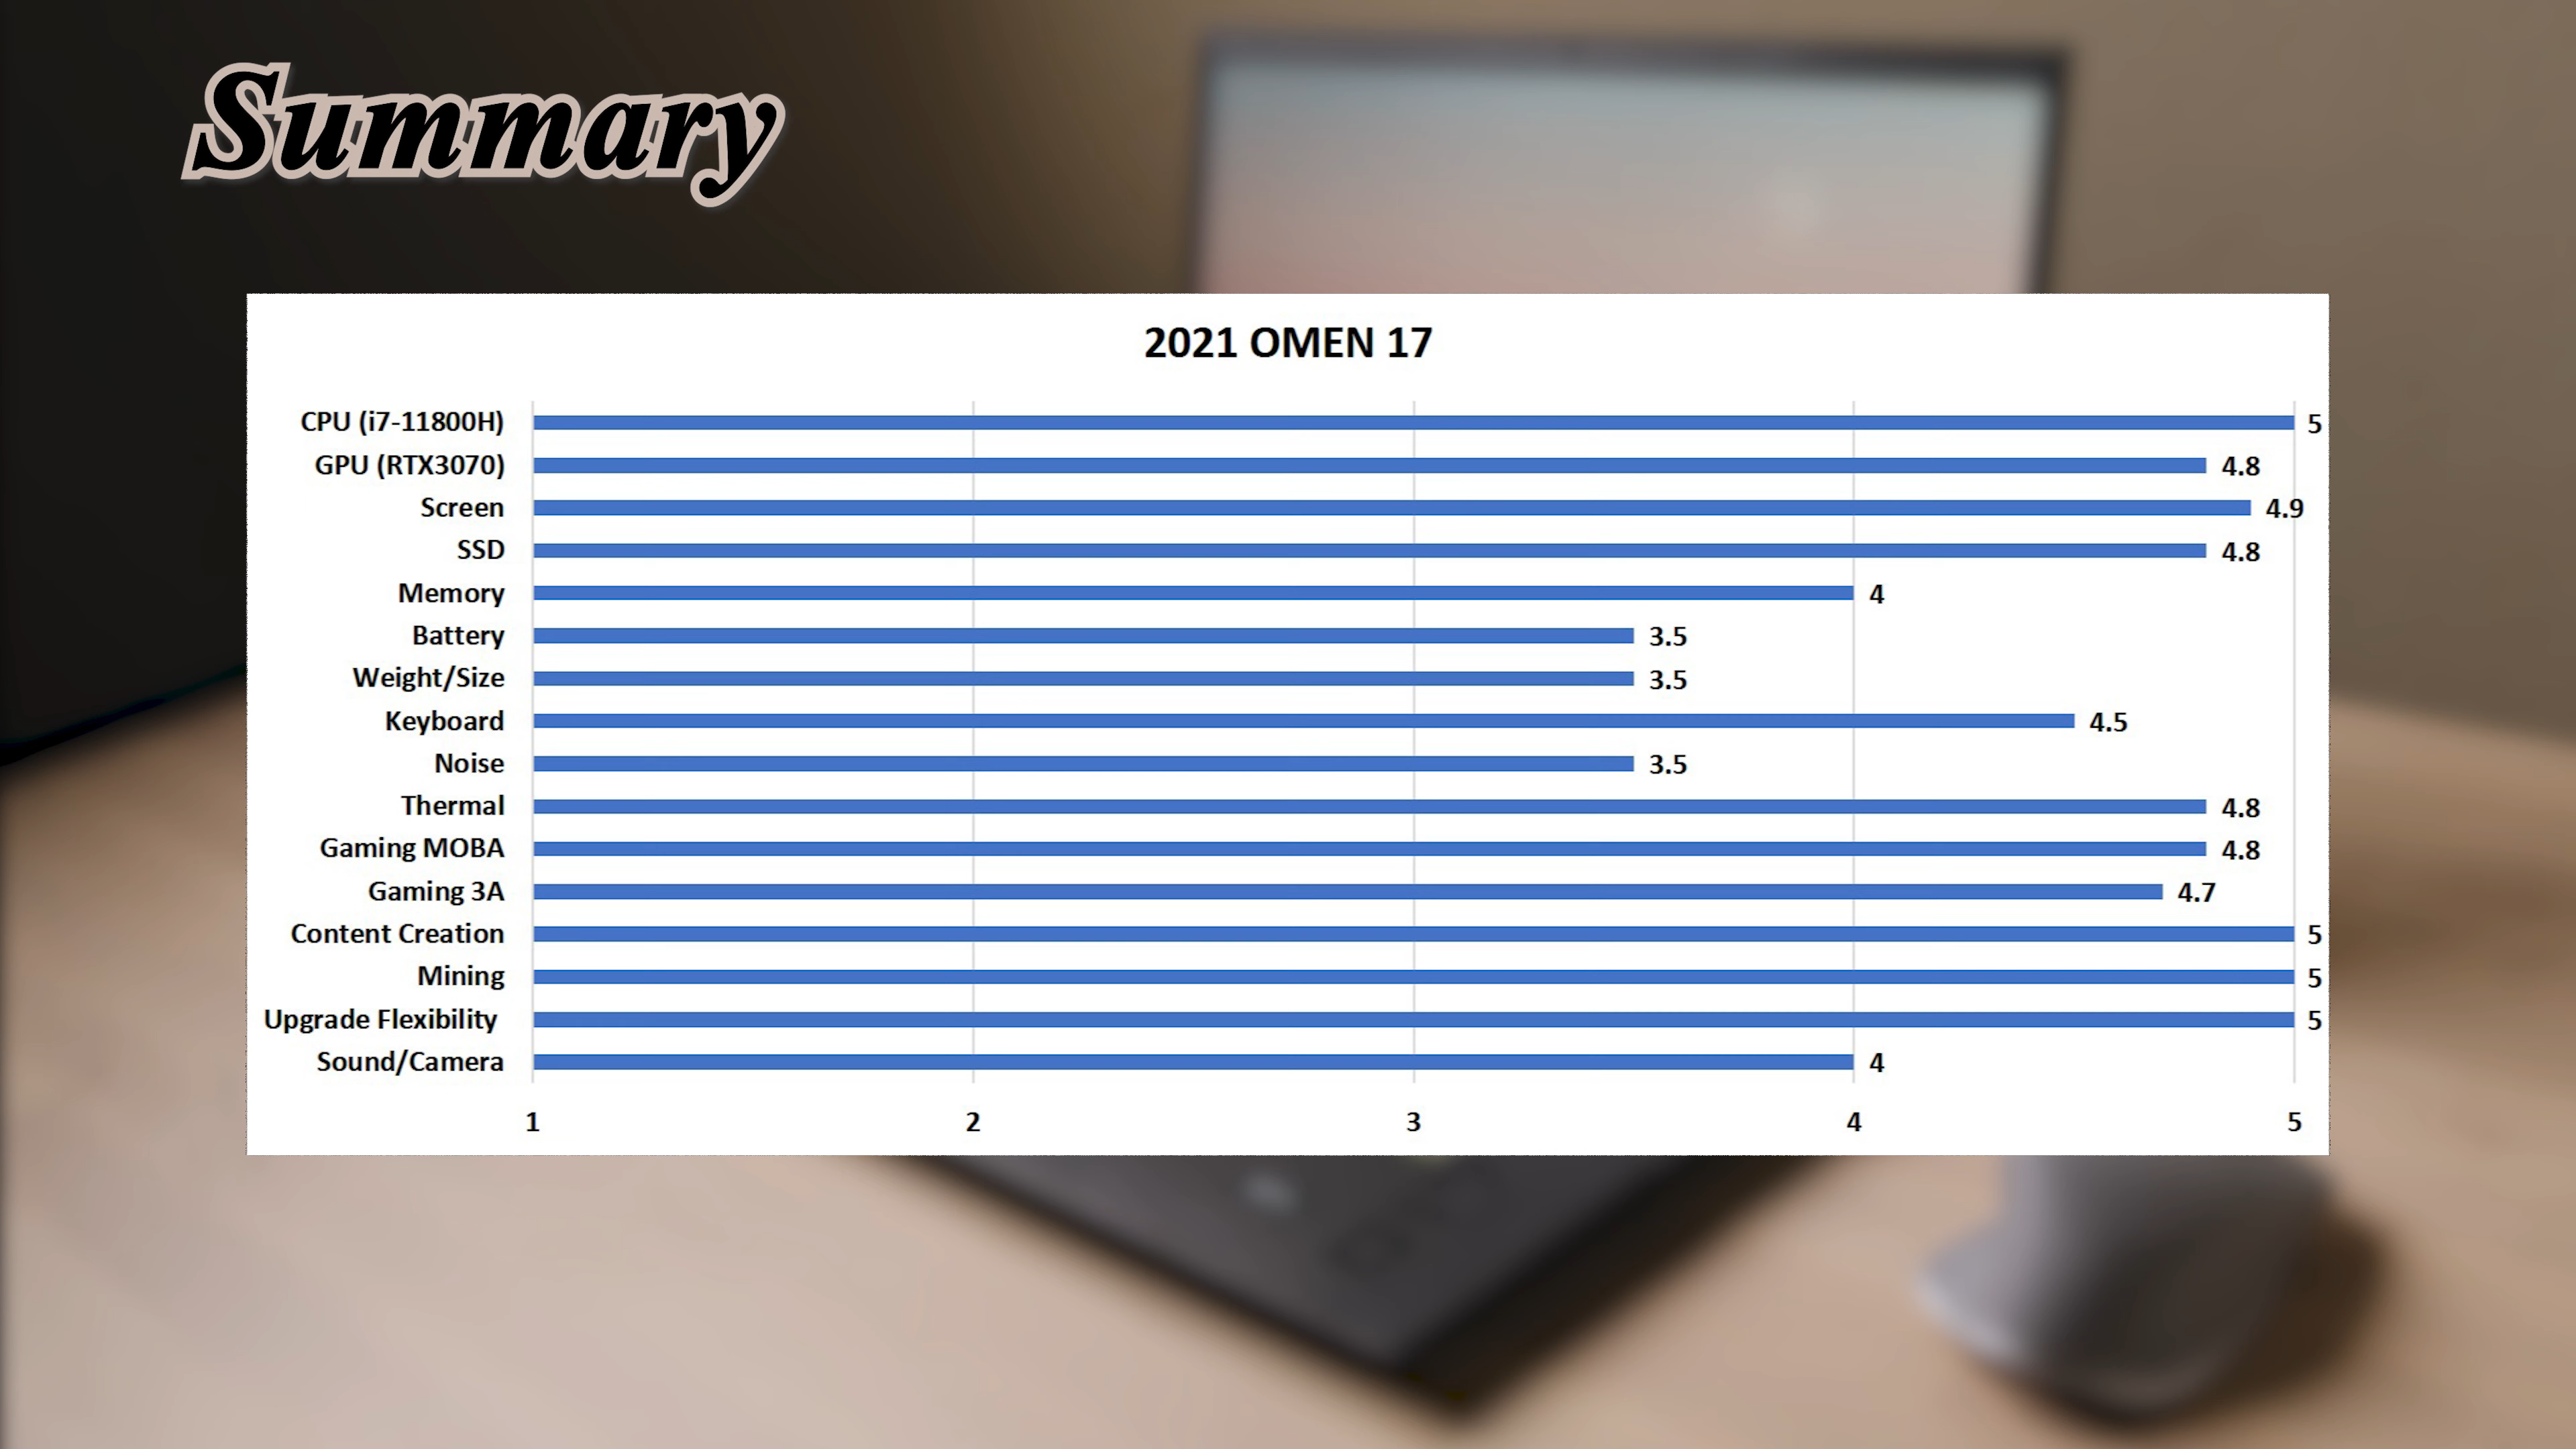 Summary
2021 OMEN 17
CPU (i7-11800H) 5
GPU (RTX3070) 4.8
Screen 4.9
SSD 4.8
Memory 4
Battery 3.5
Weight/Size 3.5
Keyboard 4.5
Noise 3.5
Thermal 4.8
Gaming MOBA 4.8
Gaming 3A 4.7
Content Creation 5
Mining 5
Upgrade Flexibility 5
Sound/Camera 4
1 2 3 4 5